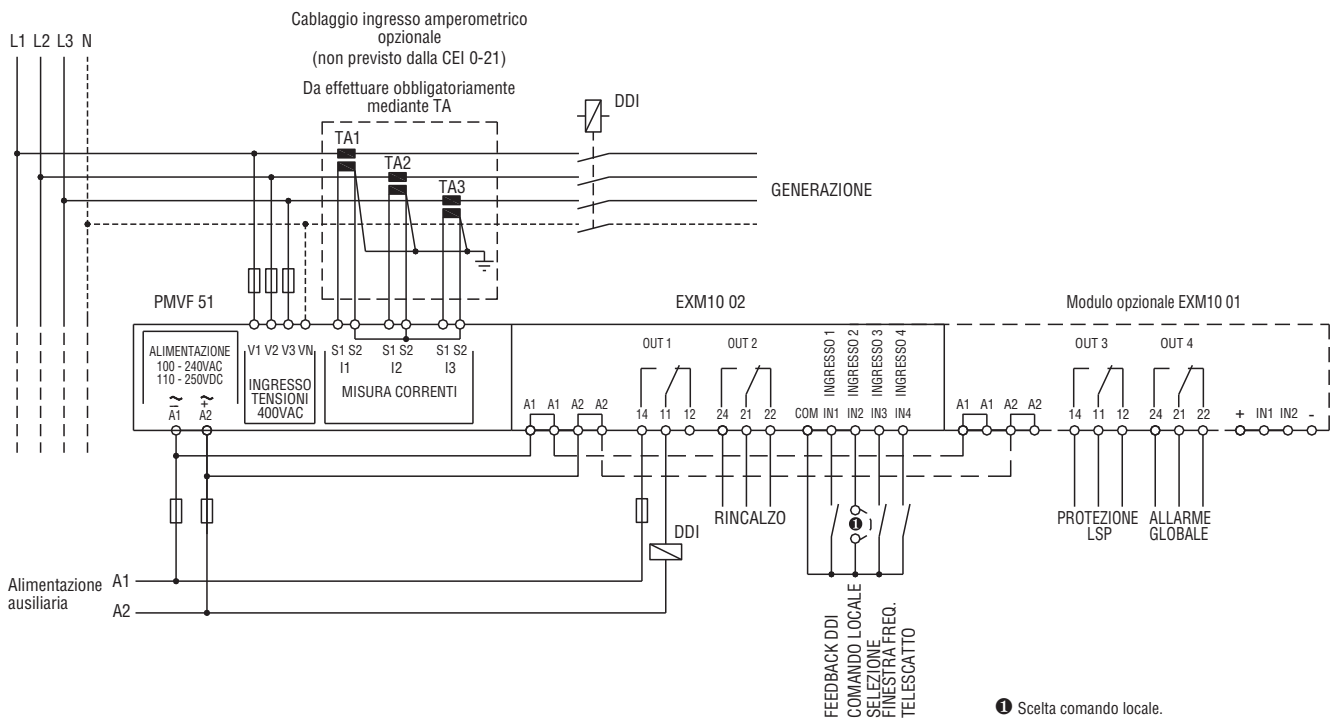 Cablaggio ingresso amperometrico
opzionale
(non previsto dalla CEI 0-21)
Da effettuare obbligatoriamente
mediante TA
L1 L2 L3 N
DDI
TA1
TA2
TA3
GENERAZIONE
PMVF 51
EXM10 02
Modulo opzionale EXM10 01
ALIMENTAZIONE
100 - 240VAC
110 - 250VDC
~ ~
- +
A1 A2
V1 V2 V3 VN
INGRESSO
TENSIONI
400VAC
S1 S2 S1 S2 S1 S2
I1 I2 I3
MISURA CORRENTI
A1 A1 A2 A2
OUT 1
14 11 12
OUT 2
24 21 22
INGRESSO 1
INGRESSO 2
INGRESSO 3
INGRESSO 4
COM IN1 IN2 IN3 IN4
A1 A1 A2 A2
OUT 3
14 11 12
OUT 4
24 21 22
+ IN1 IN2 -
RINCALZO
❶
PROTEZIONE
LSP
ALLARME
GLOBALE
DDI
Alimentazione
ausiliaria
A1
A2
FEEDBACK DDI
COMANDO LOCALE
SELEZIONE
FINESTRA FREQ.
TELESCATTO
❶ Scelta comando locale.